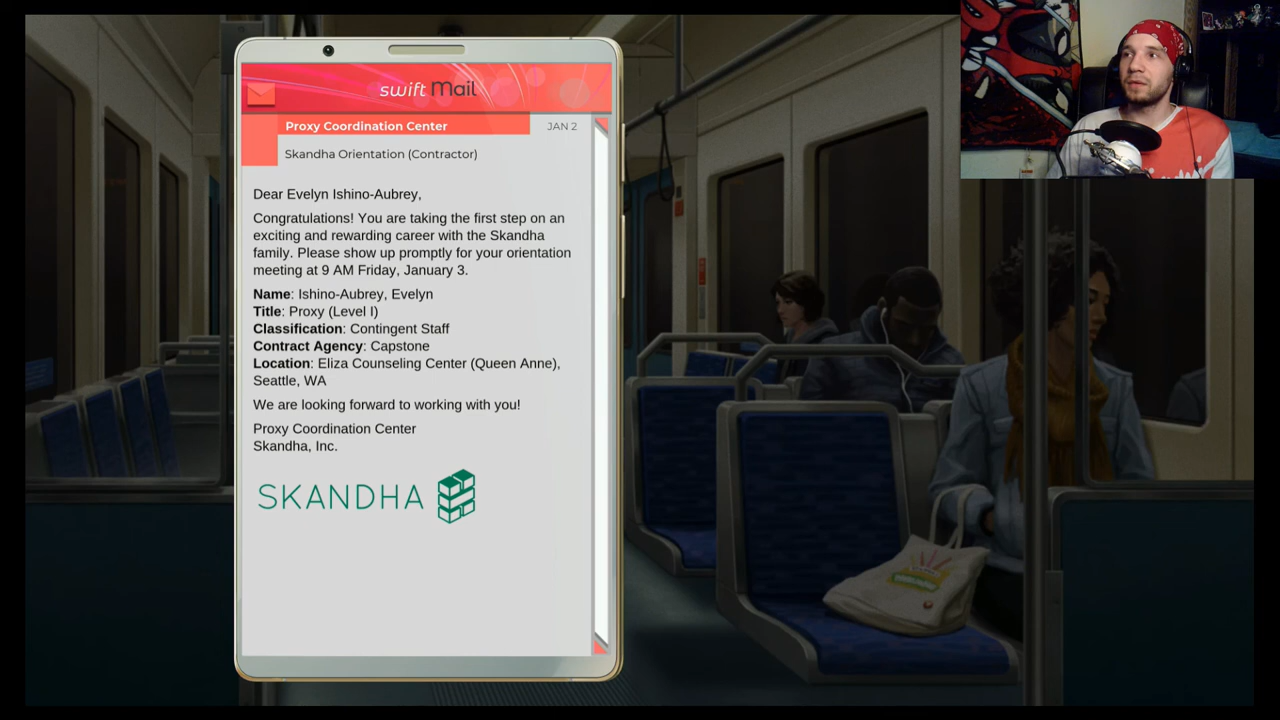 swift Mail
Proxy Coordination Center
JAN 2
Skandha Orientation (Contractor)
Dear Evelyn Ishino-Aubrey,
Congratulations! You are taking the first step on an
exciting and rewarding career with the Skandha
family. Please show up promptly for your orientation
meeting at 9 AM Friday, January 3.
Name: Ishino-Aubrey, Evelyn
Title: Proxy (Level I)
Classification: Contingent Staff
Contract Agency: Capstone
Location: Eliza Counseling Center (Queen Anne),
Seattle, WA
We are looking forward to working with you!
Proxy Coordination Center
Skandha, Inc.
SKANDHA